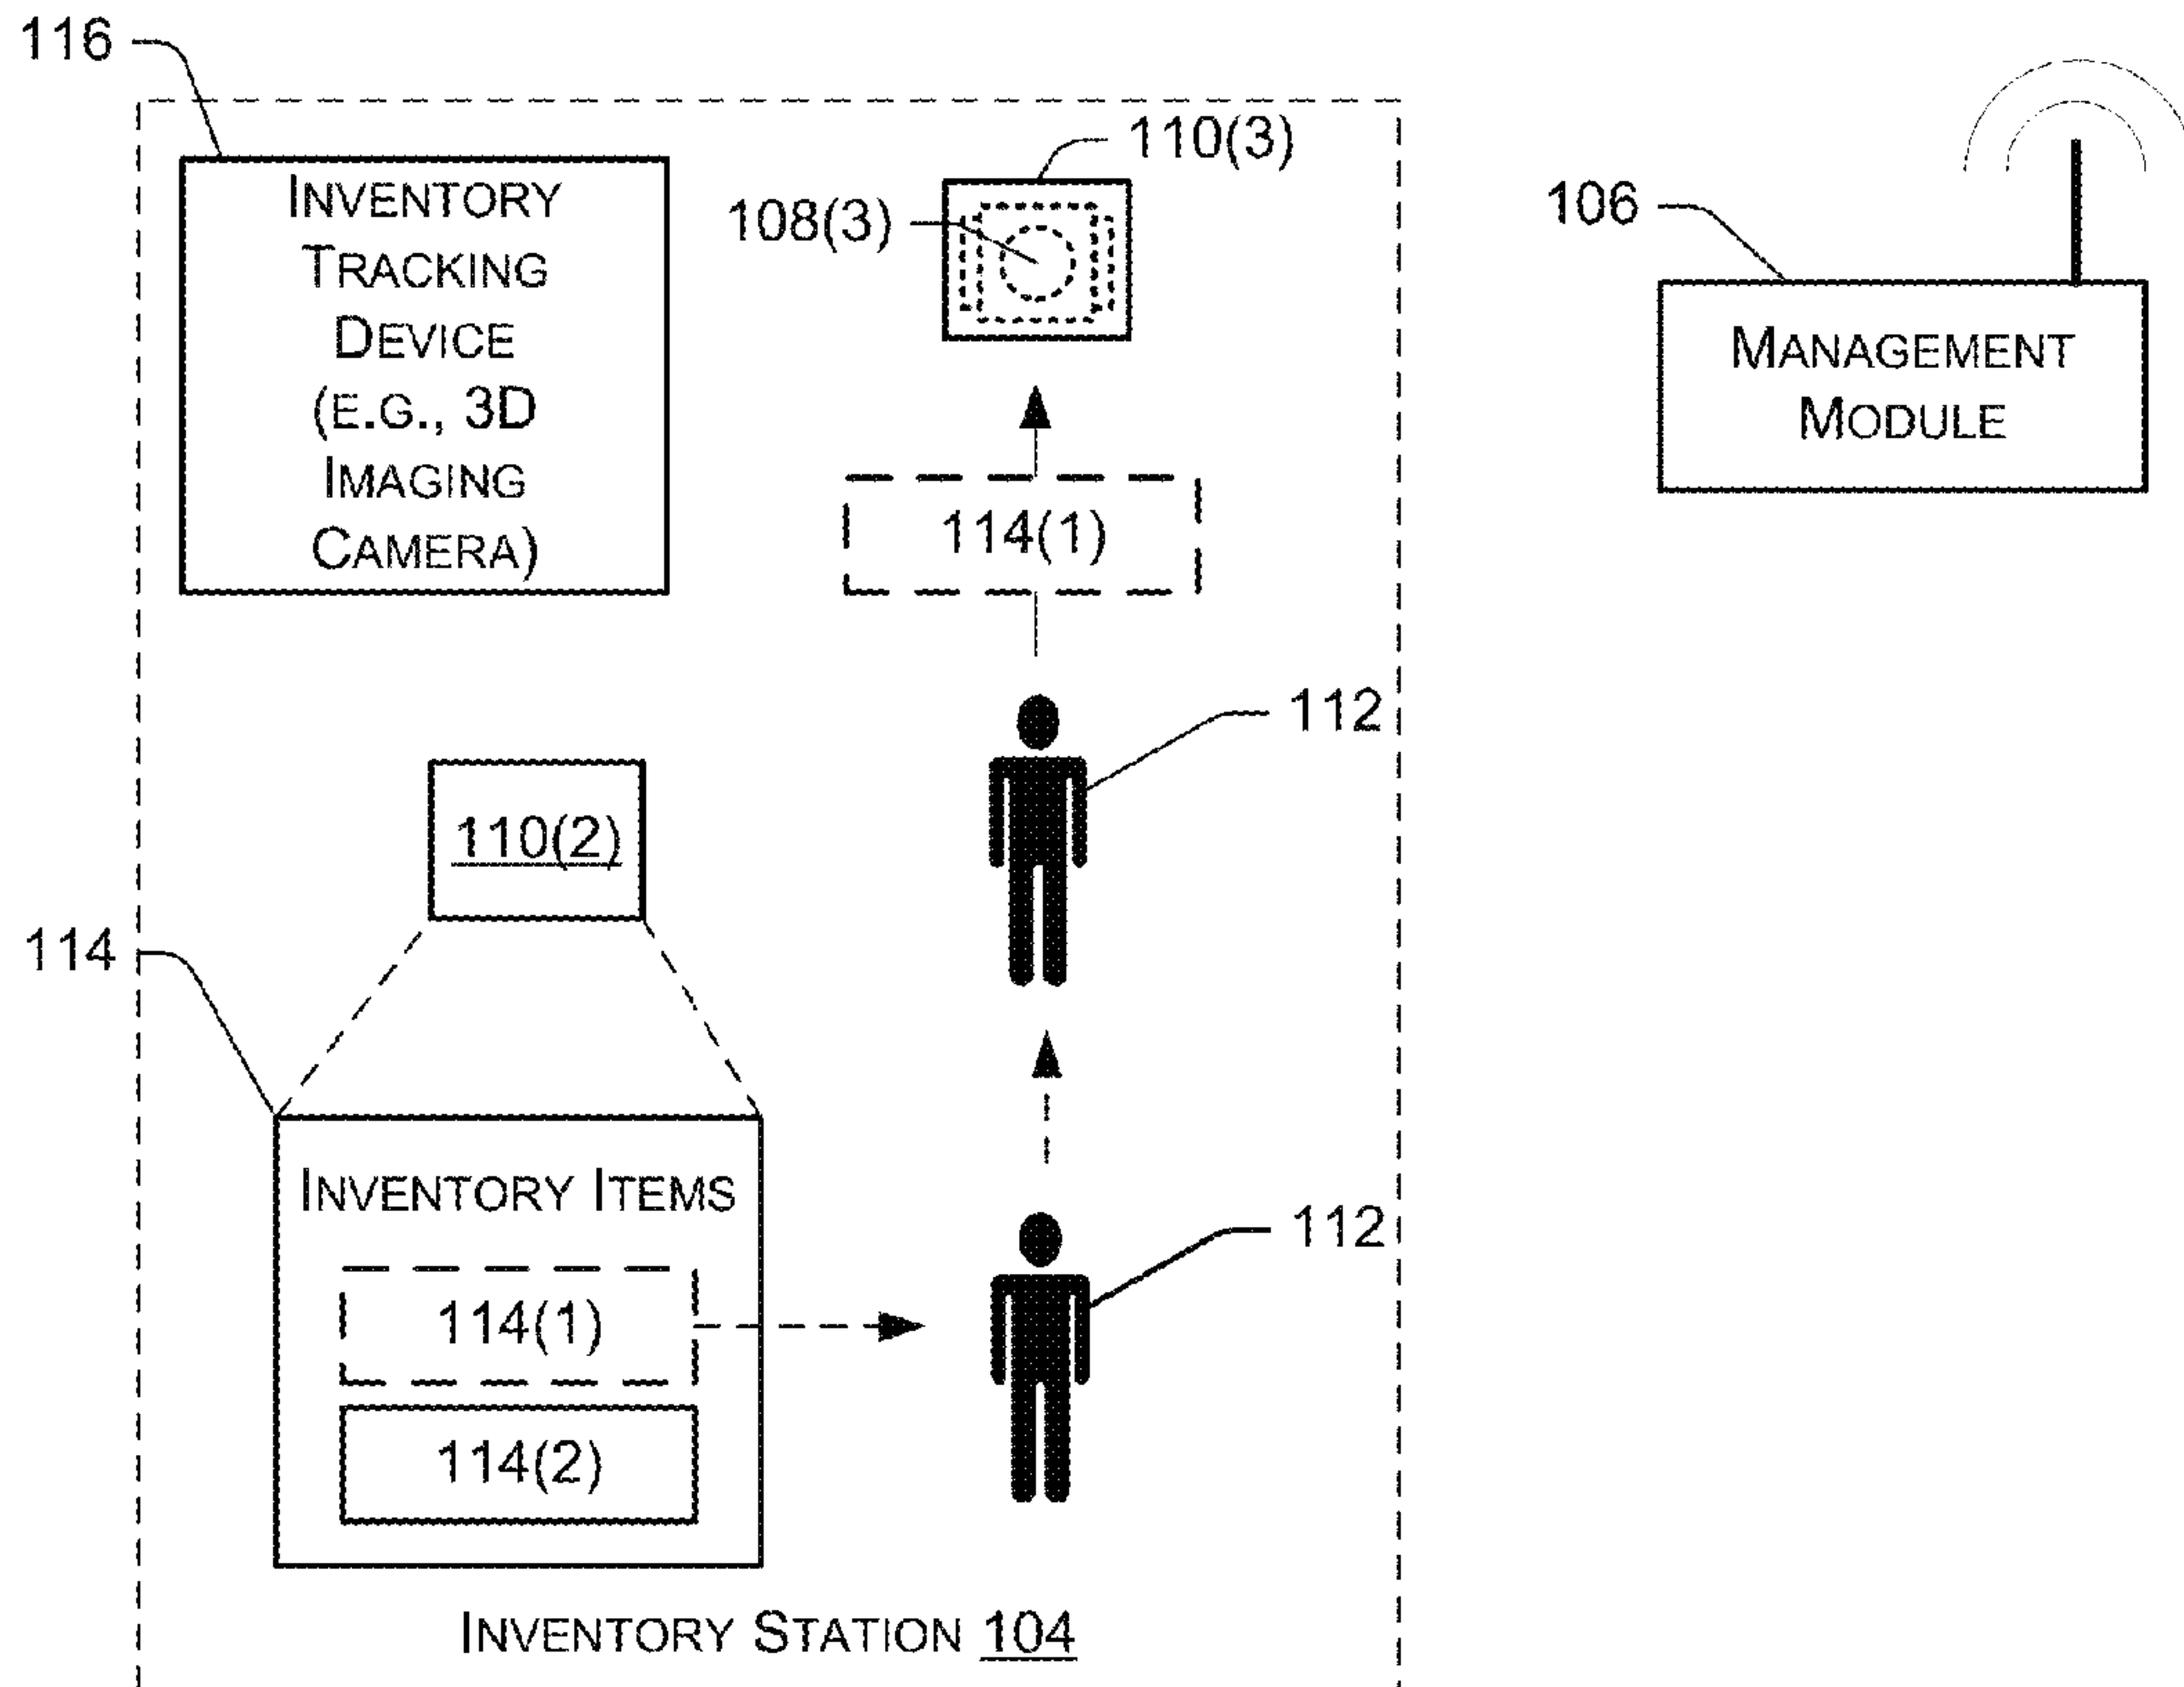 116
110(3)
108(3)
INVENTORY
TRACKING
DEVICE
(E.G., 3D
IMAGING
CAMERA)
106
MANAGEMENT
MODULE
114(1)
112
110(2)
114
INVENTORY ITEMS
114(1)
114(2)
112
INVENTORY STATION 104